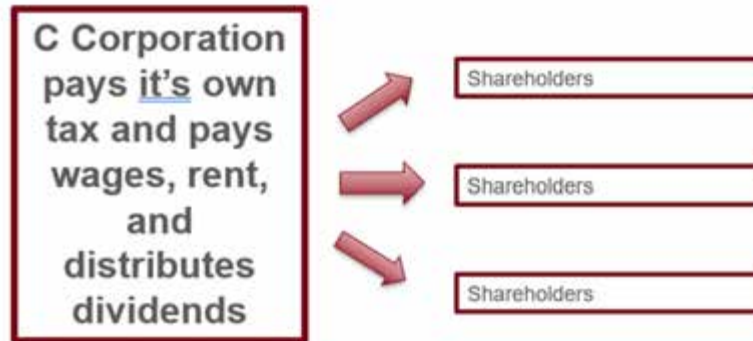 C Corporation
pays it's own
tax and pays
wages, rent,
and
distributes
dividends
Shareholders
Shareholders
Shareholders